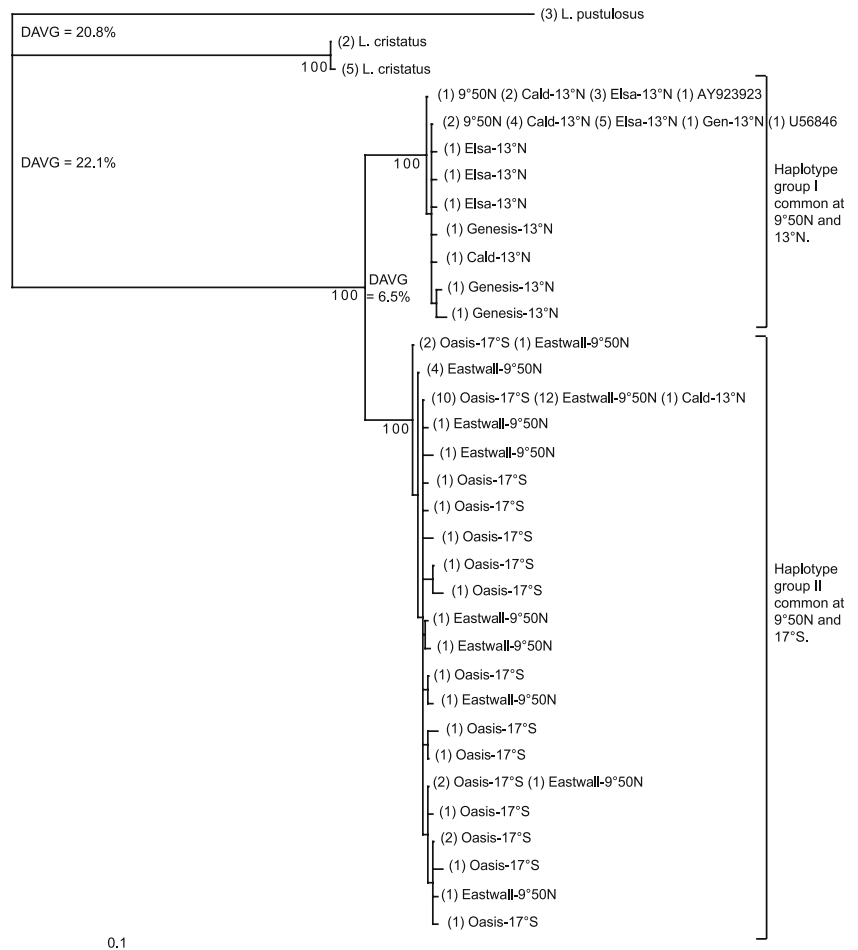 (3) L. pustulosus
DAVG = 20.8%
(2) L. cristatus
100
(5) L. cristatus
(1) 9°50N (2) Cald-13°N (3) Elsa-13°N (1) AY923923
(2) 9°50N (4) Cald-13°N (5) Elsa-13°N (1) Gen-13°N (1) U56846
(1) Elsa-13°N
DAVG = 22.1%
100
(1) Elsa-13°N
(1) Elsa-13°N
(1) Genesis-13°N
(1) Cald-13°N
Haplotype
group I
common at
9°50N and
13°N.
DAVG
= 6.5%
100
(1) Genesis-13°N
(1) Genesis-13°N
(2) Oasis-17°S (1) Eastwall-9°50N
(4) Eastwall-9°50N
(10) Oasis-17°S (12) Eastwall-9°50N (1) Cald-13°N
100
(1) Eastwall-9°50N
(1) Eastwall-9°50N
(1) Oasis-17°S
(1) Oasis-17°S
(1) Oasis-17°S
(1) Oasis-17°S
(1) Oasis-17°S
(1) Eastwall-9°50N
(1) Eastwall-9°50N
Haplotype
group II
common at
9°50N and
17°S.
(1) Oasis-17°S
(1) Eastwall-9°50N
(1) Oasis-17°S
(1) Oasis-17°S
(2) Oasis-17°S (1) Eastwall-9°50N
(1) Oasis-17°S
(2) Oasis-17°S
(1) Oasis-17°S
(1) Eastwall-9°50N
(1) Oasis-17°S
0.1